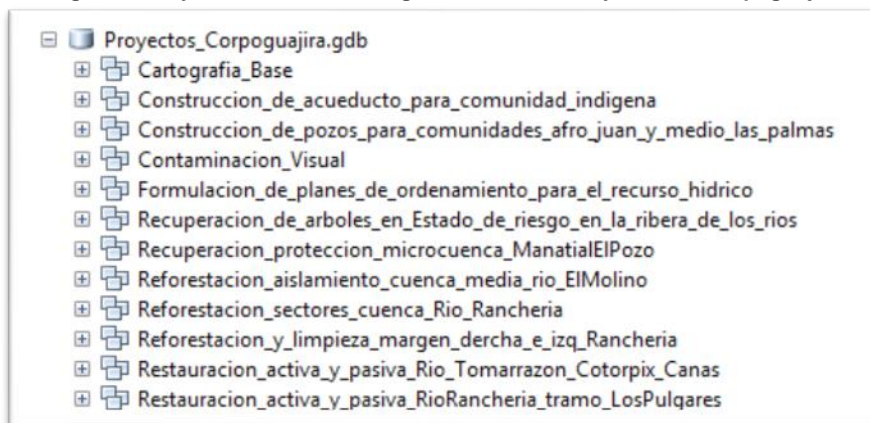 Proyectos_Corpoguajira.gdb
Cartografia_Base
Construccion_de_acueducto_para_comunidad_indigena
Construccion_de_pozos_para_comunidades_afro_juan_y_medio_las_palmas
Contaminacion_Visual
Formulacion_de_planes_de_ordenamiento_para_el_recurso_hidrico
Recuperacion_de_arboles_en_Estado_de_riesgo_en_la_ribera_de_los_rios
Recuperacion_proteccion_microcuenca_ManatialElPozo
Reforestacion_aislamiento_cuenca_media_rio_ElMolino
Reforestacion_sectores_cuenca_Rio_Rancheria
Reforestacion_y_limpieza_margen_dercha_e_izq_Rancheria
Restauracion_activa_y_pasiva_Rio_Tomarrazon_Cotorpix_Canas
Restauracion_activa_y_pasiva_RioRancheria_tramo_LosPulgares